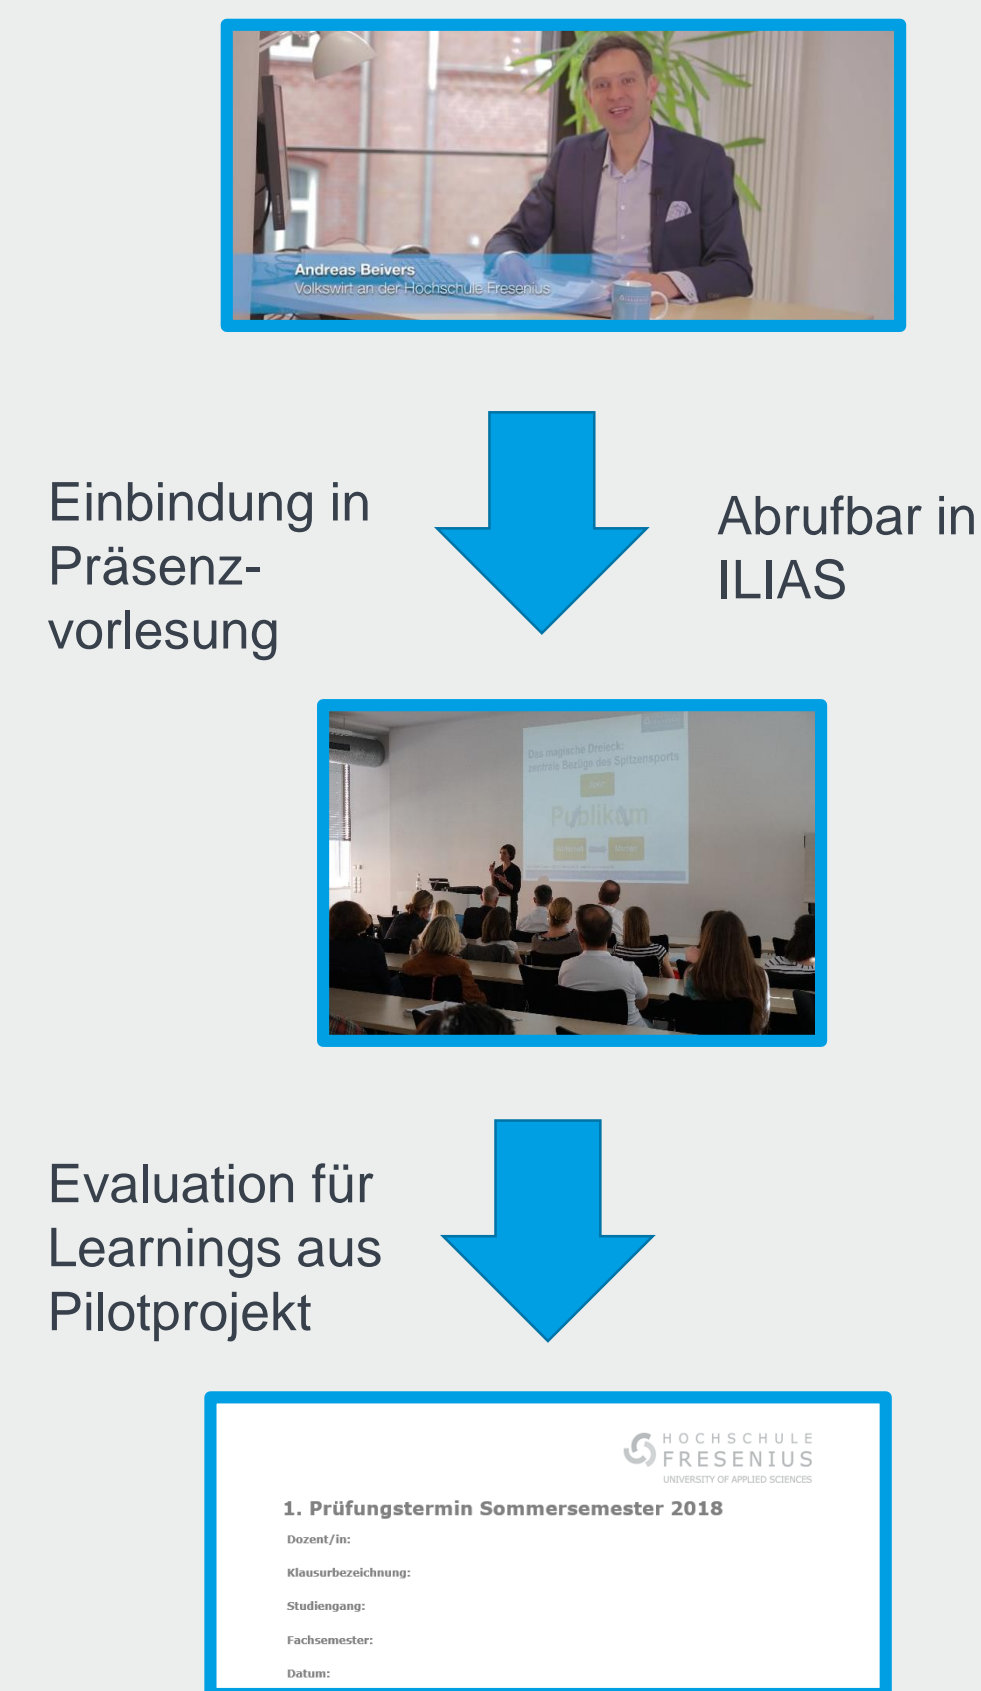 Andreas Beivers
Volkswirt an der Hochschule Fresenius
Einbindung in
Präsenz-
vorlesung
Abrufbar in
ILIAS
Das magische Dreieck:
zentrale Bezüge des Spitzensports
Publikum
Evaluation für
Learnings aus
Pilotprojekt
HOCHSCHULE
FRESENIUS
UNIVERSITY OF APPLIED SCIENCES
1. Prüfungstermin Sommersemester 2018
Dozent/in:
Klausurbezeichnung:
Studiengang:
Fachsemester:
Datum: